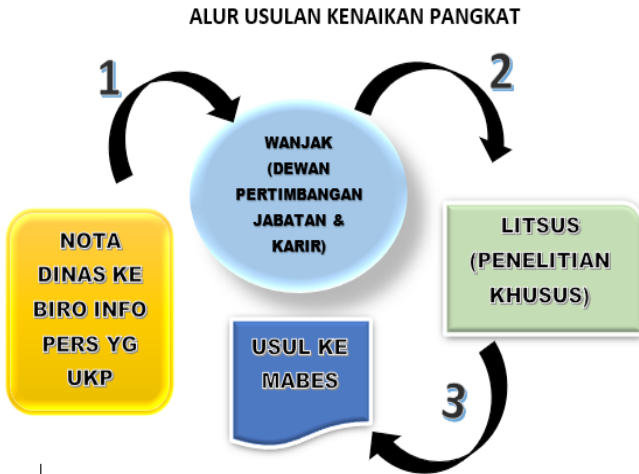 ALUR USULAN KENAIKAN PANGKAT
1
2
WANJAK
(DEWAN
PERTIMBANGAN
JABATAN &
KARIR)
NOTA
DINAS KE
BIRO INFO
PERS YG
UKP
LITSUS
(PENELITIAN
KHUSUS)
USUL KE
MABES
3